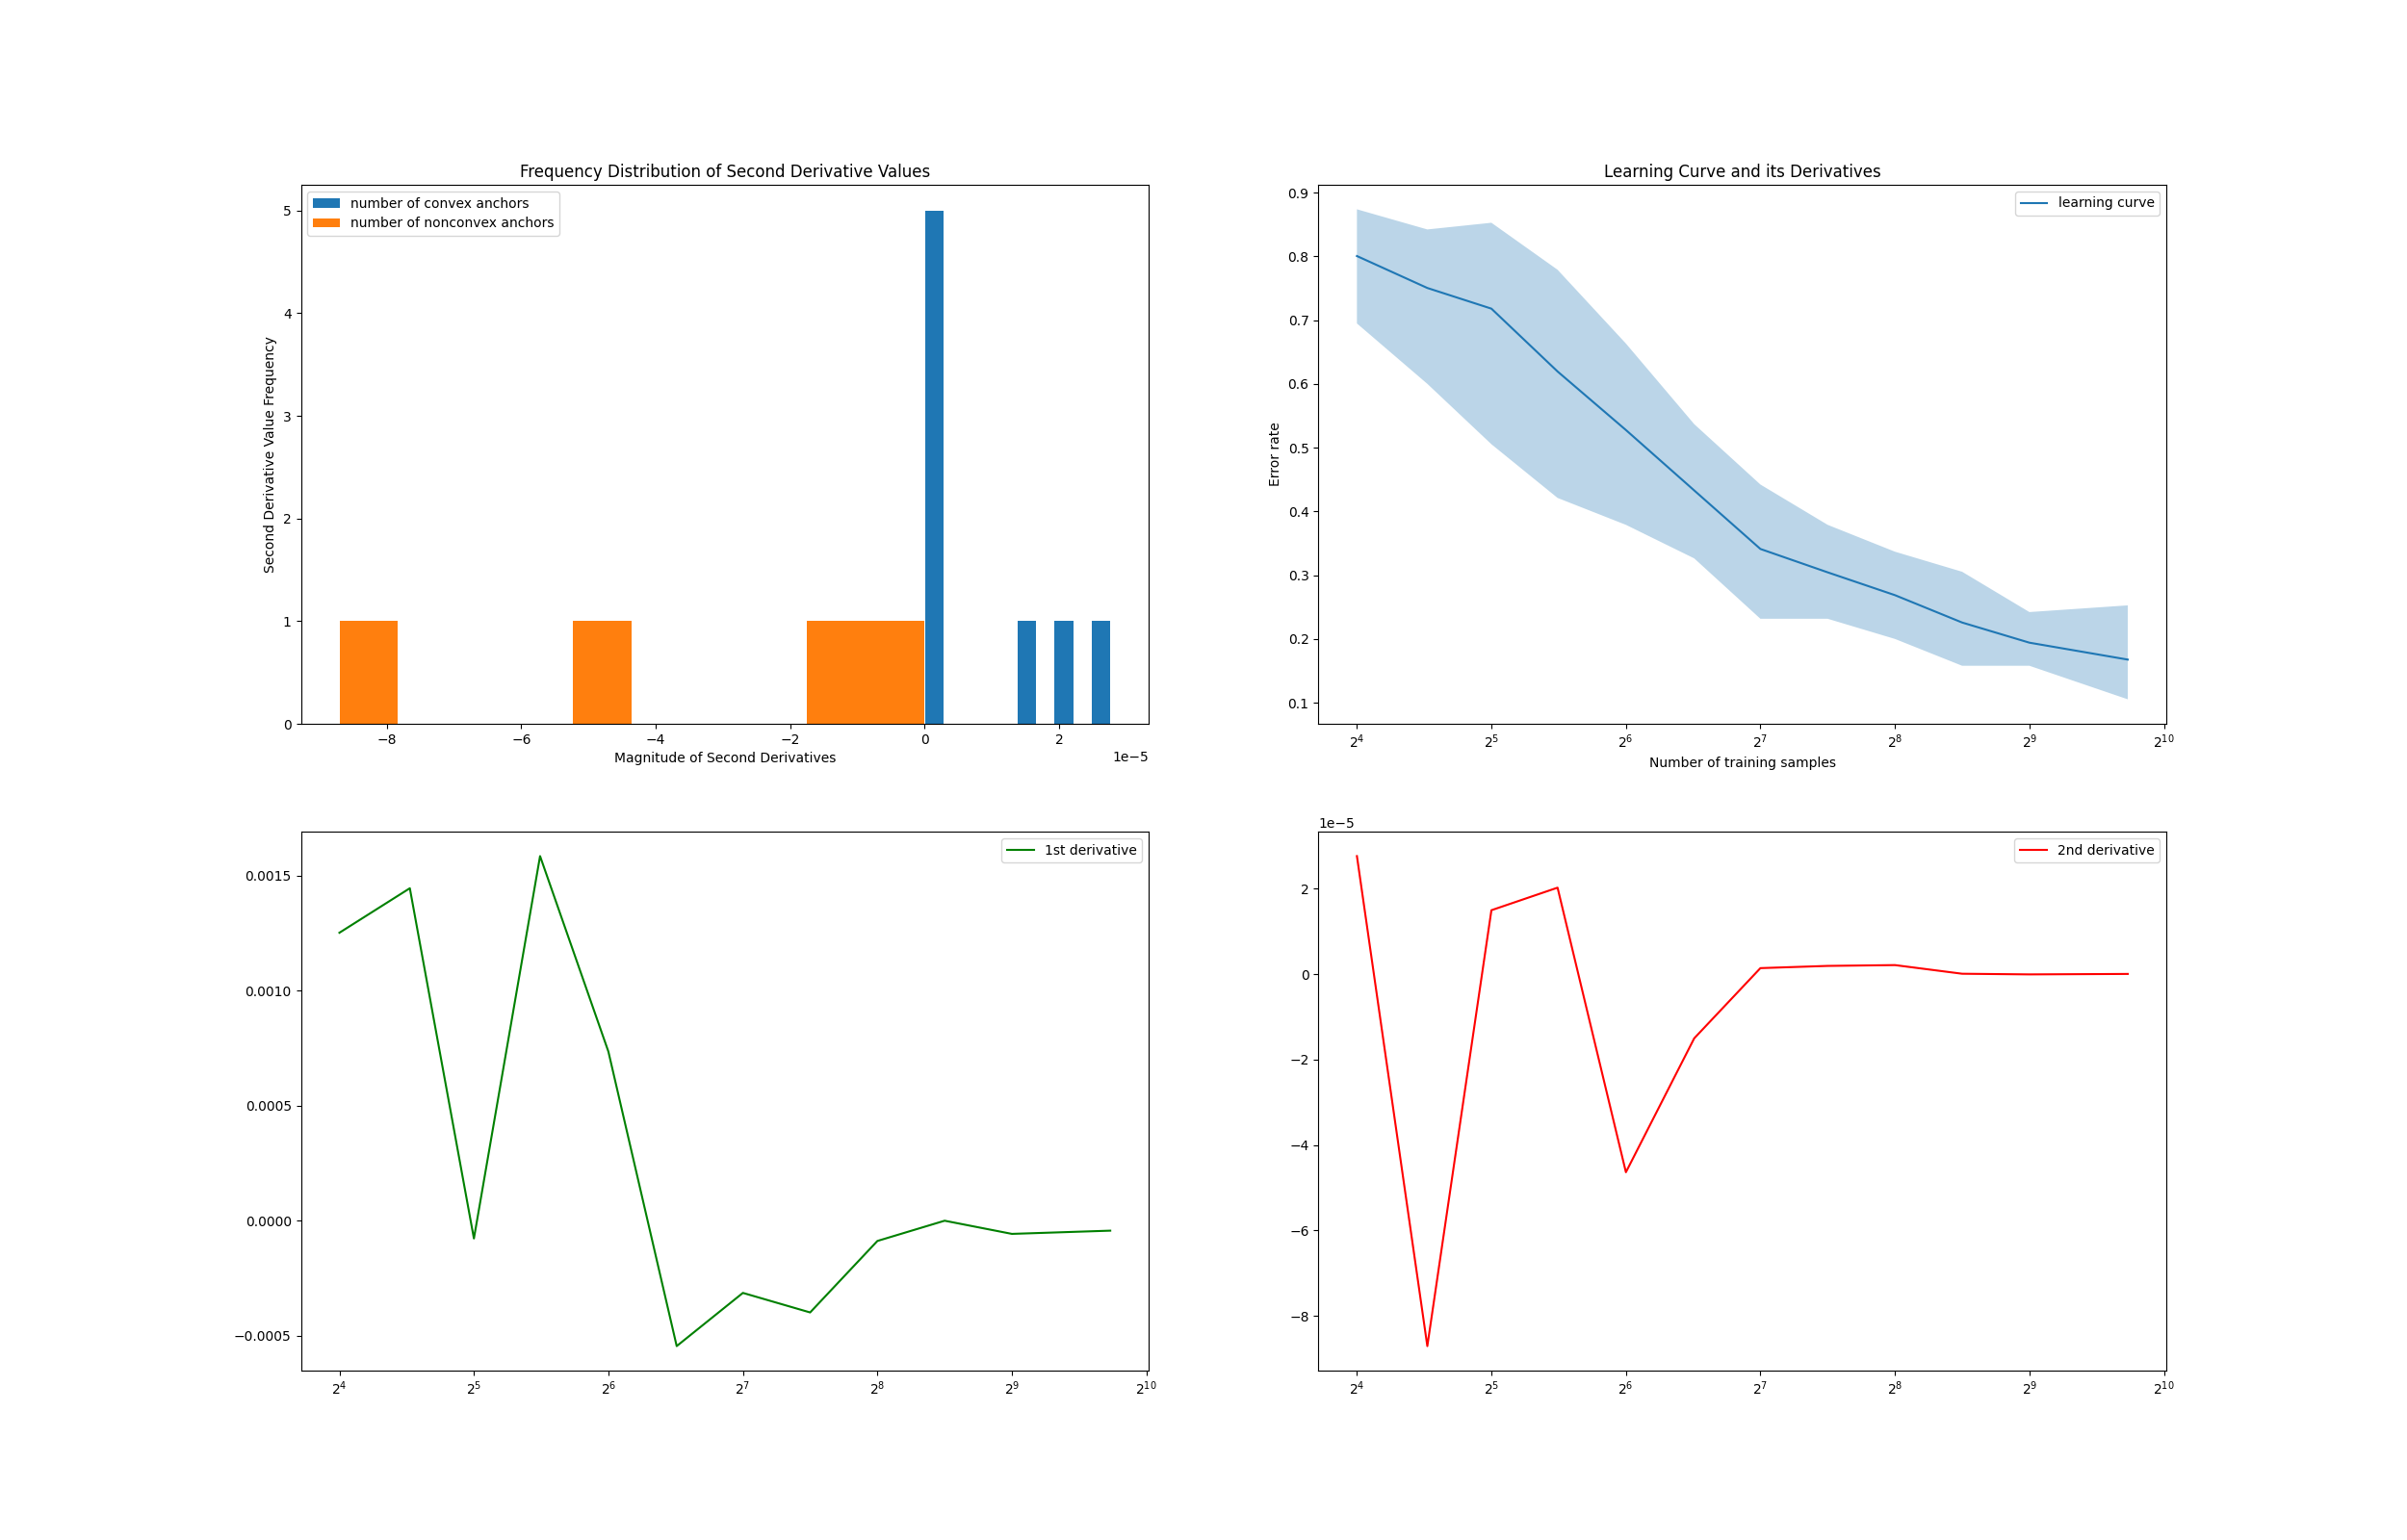 Frequency Distribution of Second Derivative Values
number of convex anchors
number of nonconvex anchors
Second Derivative Value Frequency
5
4
3
2
1
0
−8 −6 −4 −2 0 2
1e−5
Magnitude of Second Derivatives
Learning Curve and its Derivatives
learning curve
Error rate
0.9
0.8
0.7
0.6
0.5
0.4
0.3
0.2
0.1
2^4 2^5 2^6 2^7 2^8 2^9 2^10
Number of training samples
1st derivative
0.0015
0.0010
0.0005
0.0000
−0.0005
2^4 2^5 2^6 2^7 2^8 2^9 2^10
1e−5
2nd derivative
2
0
−2
−4
−6
−8
2^4 2^5 2^6 2^7 2^8 2^9 2^10